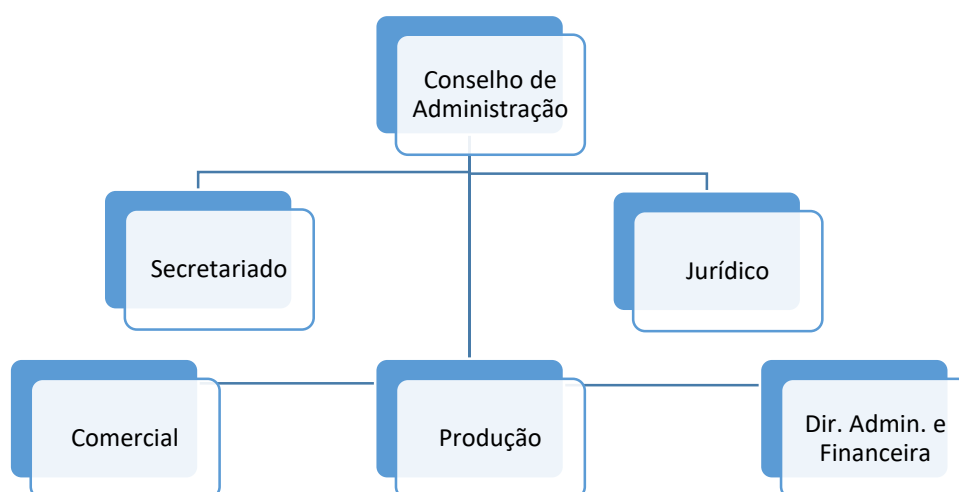 Conselho de
Administração
Secretariado
Jurídico
Comercial
Produção
Dir. Admin. e
Financeira